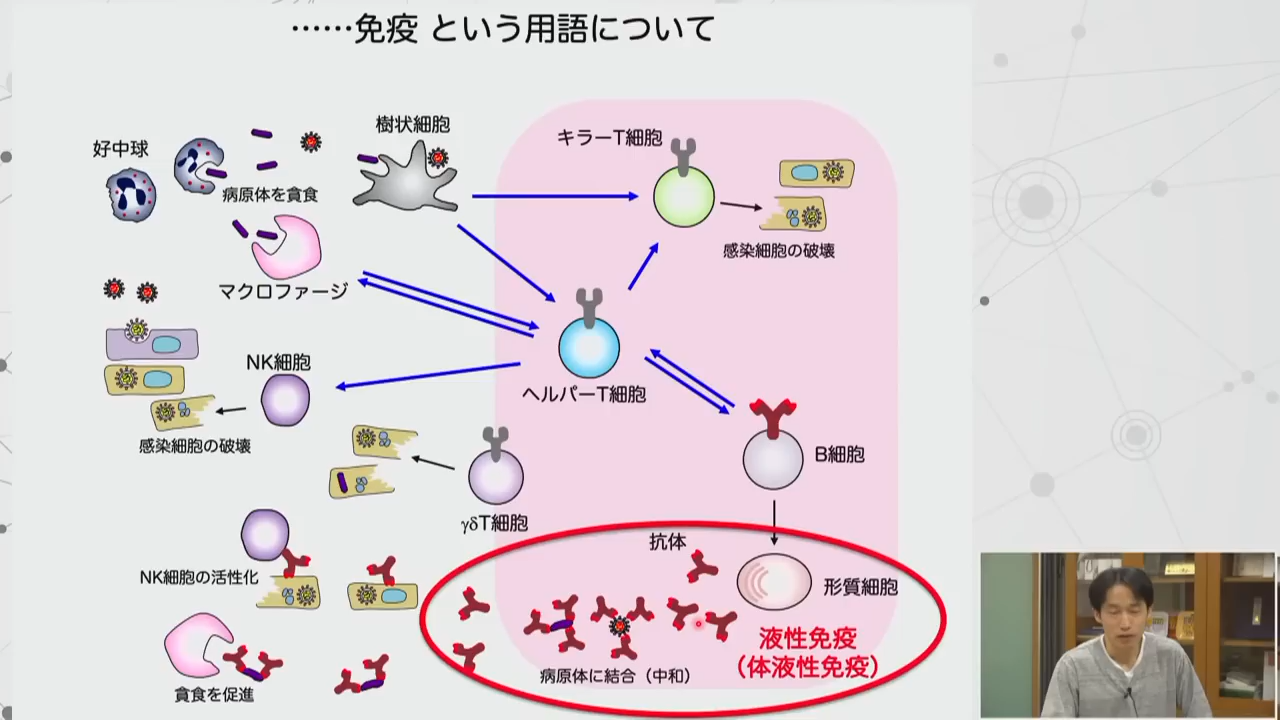 ……免疫 という用語について
好中球
病原体を貪食
樹状細胞
キラーT細胞
感染細胞の破壊
マクロファージ
NK細胞
感染細胞の破壊
ヘルパーT細胞
B細胞
γδT細胞
抗体
形質細胞
NK細胞の活性化
液性免疫
（体液性免疫）
病原体に結合（中和）
貪食を促進